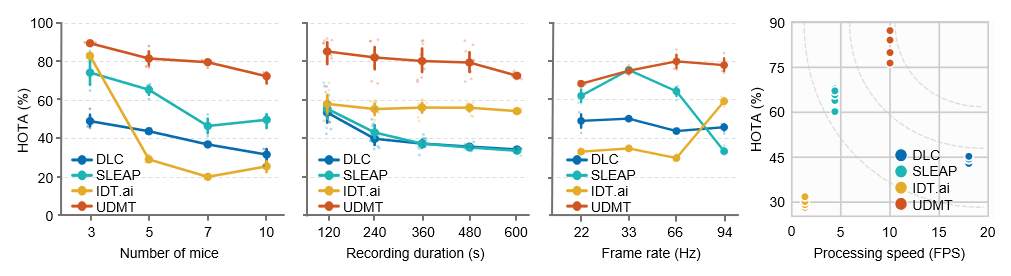 HOTA (%)
100
80
60
40
20
0
DLC
SLEAP
IDT.ai
UDMT
3
5
7
10
Number of mice
DLC
SLEAP
IDT.ai
UDMT
120
240
360
480
600
Recording duration (s)
DLC
SLEAP
IDT.ai
UDMT
22
33
66
94
Frame rate (Hz)
HOTA (%)
90
75
60
45
30
DLC
SLEAP
IDT.ai
UDMT
0
5
10
15
20
Processing speed (FPS)